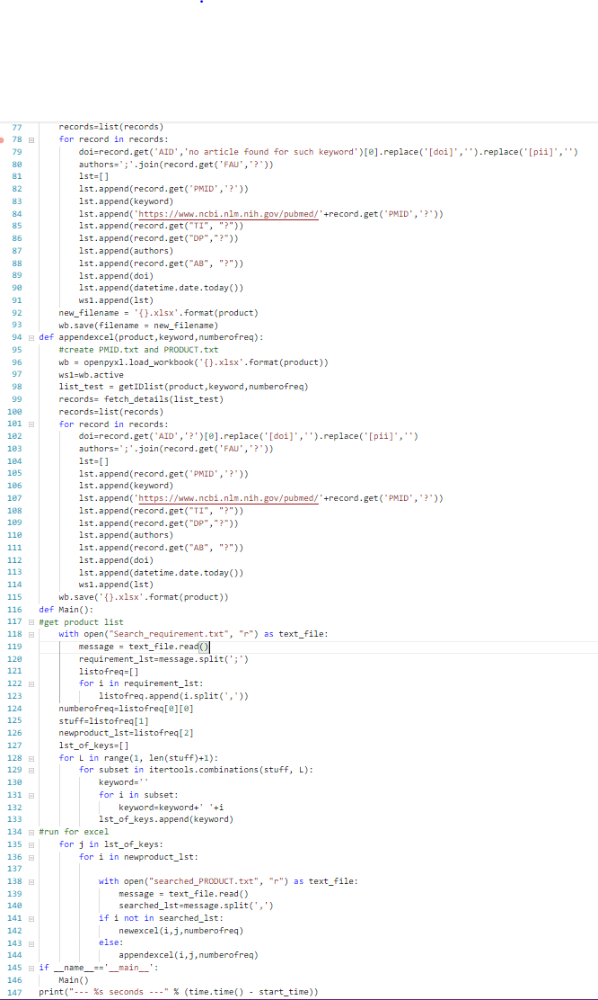 77 records=list(records)
78 for record in records:
79 doi=record.get('AID','no article found for such keyword')[0].replace('[doi]','').replace('[pii]','')
80 authors=';'.join(record.get('FAU','?'))
81 lst=[]
82 lst.append(record.get('PMID','?'))
83 lst.append(keyword)
84 lst.append('https://www.ncbi.nlm.nih.gov/pubmed/'+record.get('PMID','?'))
85 lst.append(record.get("TI", "?"))
86 lst.append(record.get("DP","?"))
87 lst.append(authors)
88 lst.append(record.get("AB", "?"))
89 lst.append(doi)
90 lst.append(datetime.date.today())
91 ws1.append(lst)
92 new_filename = '{}.xlsx'.format(product)
93 wb.save(filename = new_filename)
94 def appendexcel(product,keyword,numberofreq):
95 #create PMID.txt and PRODUCT.txt
96 wb = openpyxl.load_workbook('{}.xlsx'.format(product))
97 ws1=wb.active
98 list_test = getIDlist(product,keyword,numberofreq)
99 records= fetch_details(list_test)
100 records=list(records)
101 for record in records:
102 doi=record.get('AID','?')[0].replace('[doi]','').replace('[pii]','')
103 authors=';'.join(record.get('FAU','?'))
104 lst=[]
105 lst.append(record.get('PMID','?'))
106 lst.append(keyword)
107 lst.append('https://www.ncbi.nlm.nih.gov/pubmed/'+record.get('PMID','?'))
108 lst.append(record.get("TI", "?"))
109 lst.append(record.get("DP","?"))
110 lst.append(authors)
111 lst.append(record.get("AB", "?"))
112 lst.append(doi)
113 lst.append(datetime.date.today())
114 ws1.append(lst)
115 wb.save('{}.xlsx'.format(product))
116 def Main():
117 #get product list
118 with open("Search_requirement.txt", "r") as text_file:
119 message = text_file.read()
120 requirement_lst=message.split(';')
121 listofreq=[]
122 for i in requirement_lst:
123 listofreq.append(i.split(','))
124 numberofreq=listofreq[0][0]
125 stuff=listofreq[1]
126 newproduct_lst=listofreq[2]
127 lst_of_keys=[]
128 for L in range(1, len(stuff)+1):
129 for subset in itertools.combinations(stuff, L):
130 keyword=''
131 for i in subset:
132 keyword=keyword+' '+i
133 lst_of_keys.append(keyword)
134 #run for excel
135 for j in lst_of_keys:
136 for i in newproduct_lst:
137
138 with open("searched_PRODUCT.txt", "r") as text_file:
139 message = text_file.read()
140 searched_lst=message.split(',')
141 if i not in searched_lst:
142 newexcel(i,j,numberofreq)
143 else:
144 appendexcel(i,j,numberofreq)
145 if __name__=='__main__':
146 Main()
147 print("--- %s seconds ---" % (time.time() - start_time))